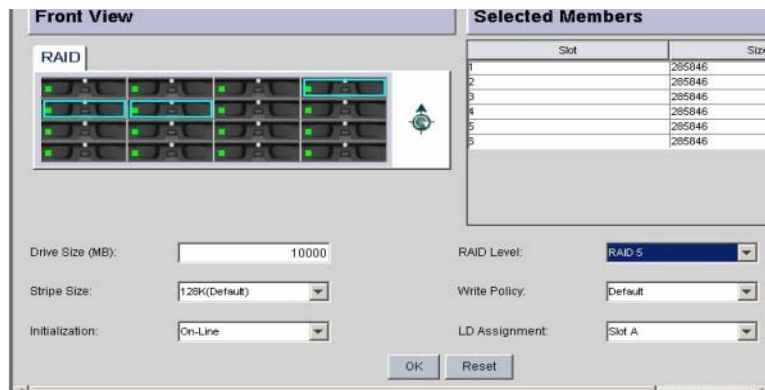 Front View
RAID
Selected Members
Slot Size
1 285846
2 285846
3 285846
4 285846
5 285846
6 285846
Drive Size (MB): 10000
RAID Level: RAID 5
Stripe Size: 128K(Default)
Write Policy: Default
Initialization: On-Line
LD Assignment: Slot A
OK Reset